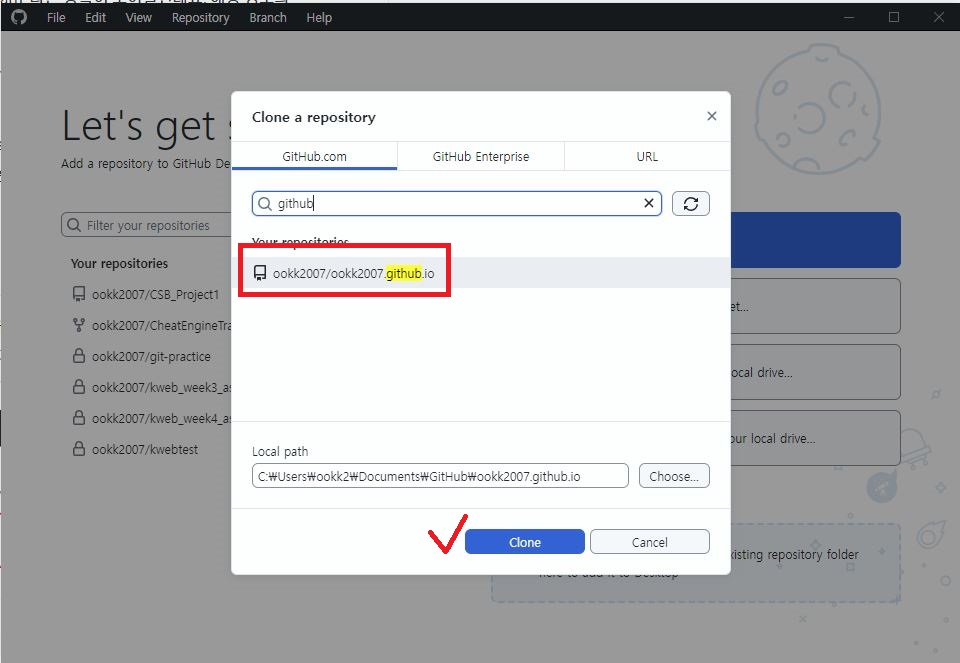 File Edit View Repository Branch Help
Let's get s
Add a repository to GitHub De
Filter your repositories
Your repositories
ookk2007/CSB_Project1
ookk2007/CheatEngineTra
ookk2007/git-practice
ookk2007/kweb_week3_as
ookk2007/kweb_week4_as
ookk2007/kwebtest
Clone a repository
GitHub.com GitHub Enterprise URL
github
Your repositories
ookk2007/ookk2007.github.io
Local path
C:₩Users₩ookk2₩Documents₩GitHub₩ookk2007.github.io
Choose...
Clone Cancel
et...
ocal drive...
our local drive...
xisting repository folder
here to add it to Desktop